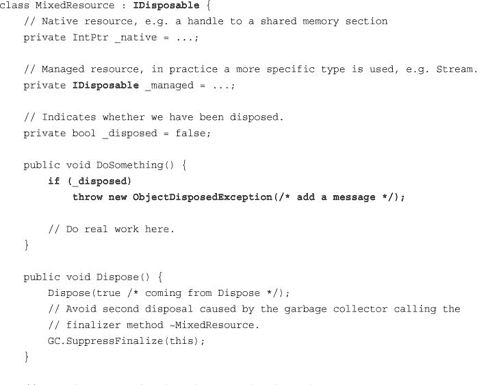 class MixedResource : IDisposable {
// Native resource, e.g. a handle to a shared memory section
private IntPtr _native = ...;
// Managed resource, in practice a more specific type is used, e.g. Stream.
private IDisposable _managed = ...;
// Indicates whether we have been disposed.
private bool _disposed = false;
public void DoSomething() {
if (_disposed)
throw new ObjectDisposedException(/* add a message */);
// Do real work here.
}
public void Dispose() {
Dispose(true /* coming from Dispose */);
// Avoid second disposal caused by the garbage collector calling the
// finalizer method ~MixedResource.
GC.SuppressFinalize(this);
}